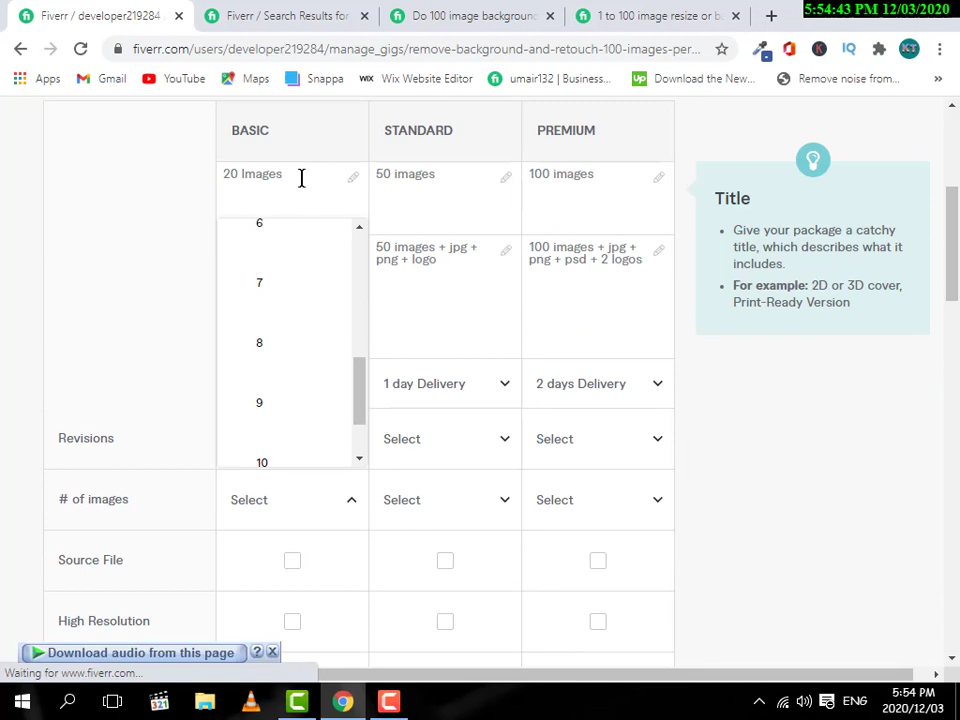 5:54:43 PM 12/03/2020
Fiverr / developer219284
Fiverr / Search Results for
Do 100 image background
1 to 100 image resize or b
fiverr.com/users/developer219284/manage_gigs/remove-background-and-retouch-100-images-per...
KT
Apps
Gmail
YouTube
Maps
Snappa
WIX Wix Website Editor
umair132 | Business...
Download the New...
Remove noise from...
»
BASIC
STANDARD
PREMIUM
20 Images
50 images
100 images
Title
Give your package a catchy
title, which describes what it
includes.
For example: 2D or 3D cover,
Print-Ready Version
6
7
8
9
10
50 images + jpg +
png + logo
100 images + jpg +
png + psd + 2 logos
1 day Delivery
2 days Delivery
Revisions
Select
Select
# of images
Select
Select
Select
Source File
High Resolution
Download audio from this page
? X
Waiting for www.fiverr.com...
321
ENG
5:54 PM
2020/12/03